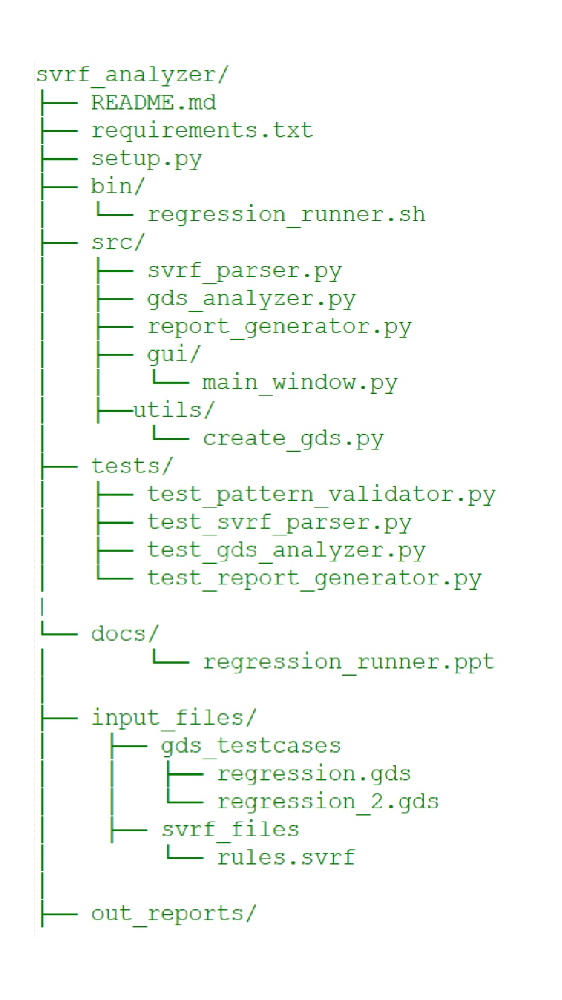 svrf_analyzer/
├── README.md
├── requirements.txt
├── setup.py
├── bin/
│   └── regression_runner.sh
├── src/
│   ├── svrf_parser.py
│   ├── gds_analyzer.py
│   ├── report_generator.py
│   ├── gui/
│   │   └── main_window.py
│   ├──utils/
│       └── create_gds.py
├── tests/
│   ├── test_pattern_validator.py
│   ├── test_svrf_parser.py
│   ├── test_gds_analyzer.py
│   └── test_report_generator.py
|
└── docs/
│       └── regression_runner.ppt
│
├── input_files/
│    ├── gds_testcases
│    │   ├── regression.gds
│    │   └── regression_2.gds
│    ├── svrf_files
│        └── rules.svrf
│
├── out_reports/